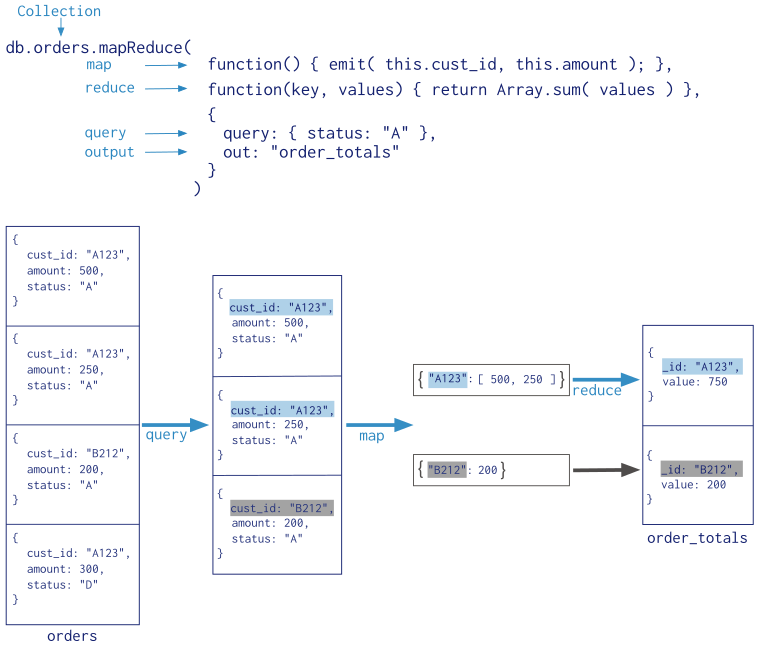 Collection
db.orders.mapReduce(
map function() { emit( this.cust_id, this.amount ); },
reduce function(key, values) { return Array.sum( values ) },
{
query query: { status: "A" },
output out: "order_totals"
}
)
{
cust_id: "A123",
amount: 500,
status: "A"
}
{
cust_id: "A123",
amount: 250,
status: "A"
}
{
cust_id: "B212",
amount: 200,
status: "A"
}
{
cust_id: "A123",
amount: 300,
status: "D"
}
orders
query
{
cust_id: "A123",
amount: 500,
status: "A"
}
{
cust_id: "A123",
amount: 250,
status: "A"
}
{
cust_id: "B212",
amount: 200,
status: "A"
}
map
{ "A123": [ 500, 250 ] }
{ "B212": 200 }
reduce
{
_id: "A123",
value: 750
}
{
_id: "B212",
value: 200
}
order_totals